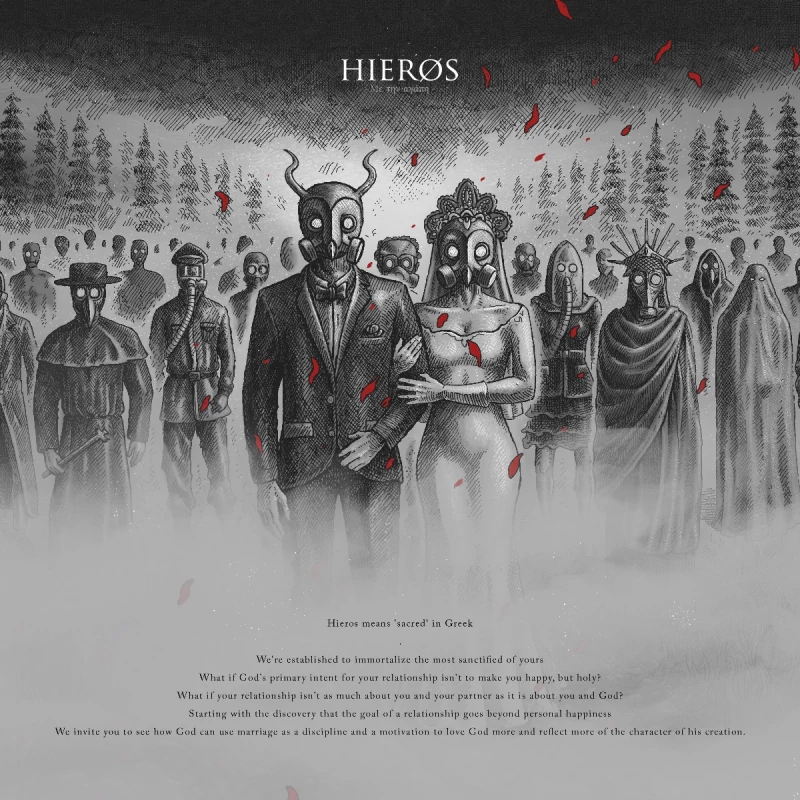 HIERØS
Με την αγάπη
Hieros means 'sacred' in Greek
We're established to immortalize the most sanctified of yours
What if God's primary intent for your relationship isn't to make you happy, but holy?
What if your relationship isn't as much about you and your partner as it is about you and God?
Starting with the discovery that the goal of a relationship goes beyond personal happiness
We invite you to see how God can use marriage as a discipline and a motivation to love God more and reflect more of the character of his creation.